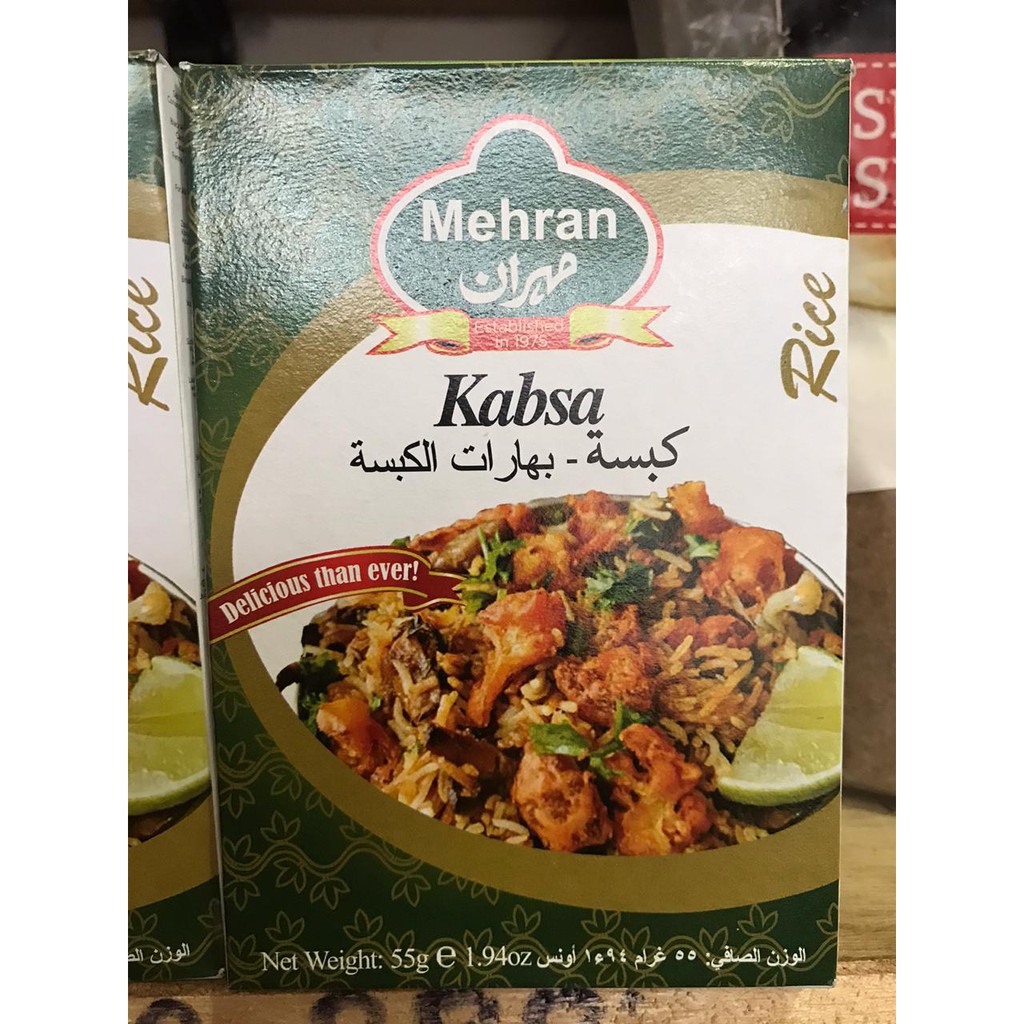 Mehran
مهران
Established
in 1975
Kabsa
كبسة - بهارات الكبسة
Rice
Rice
Delicious than ever!
Net Weight: 55g e 1.94oz الوزن الصافي: ٥٥ غرام ١٫٩٤ أونس